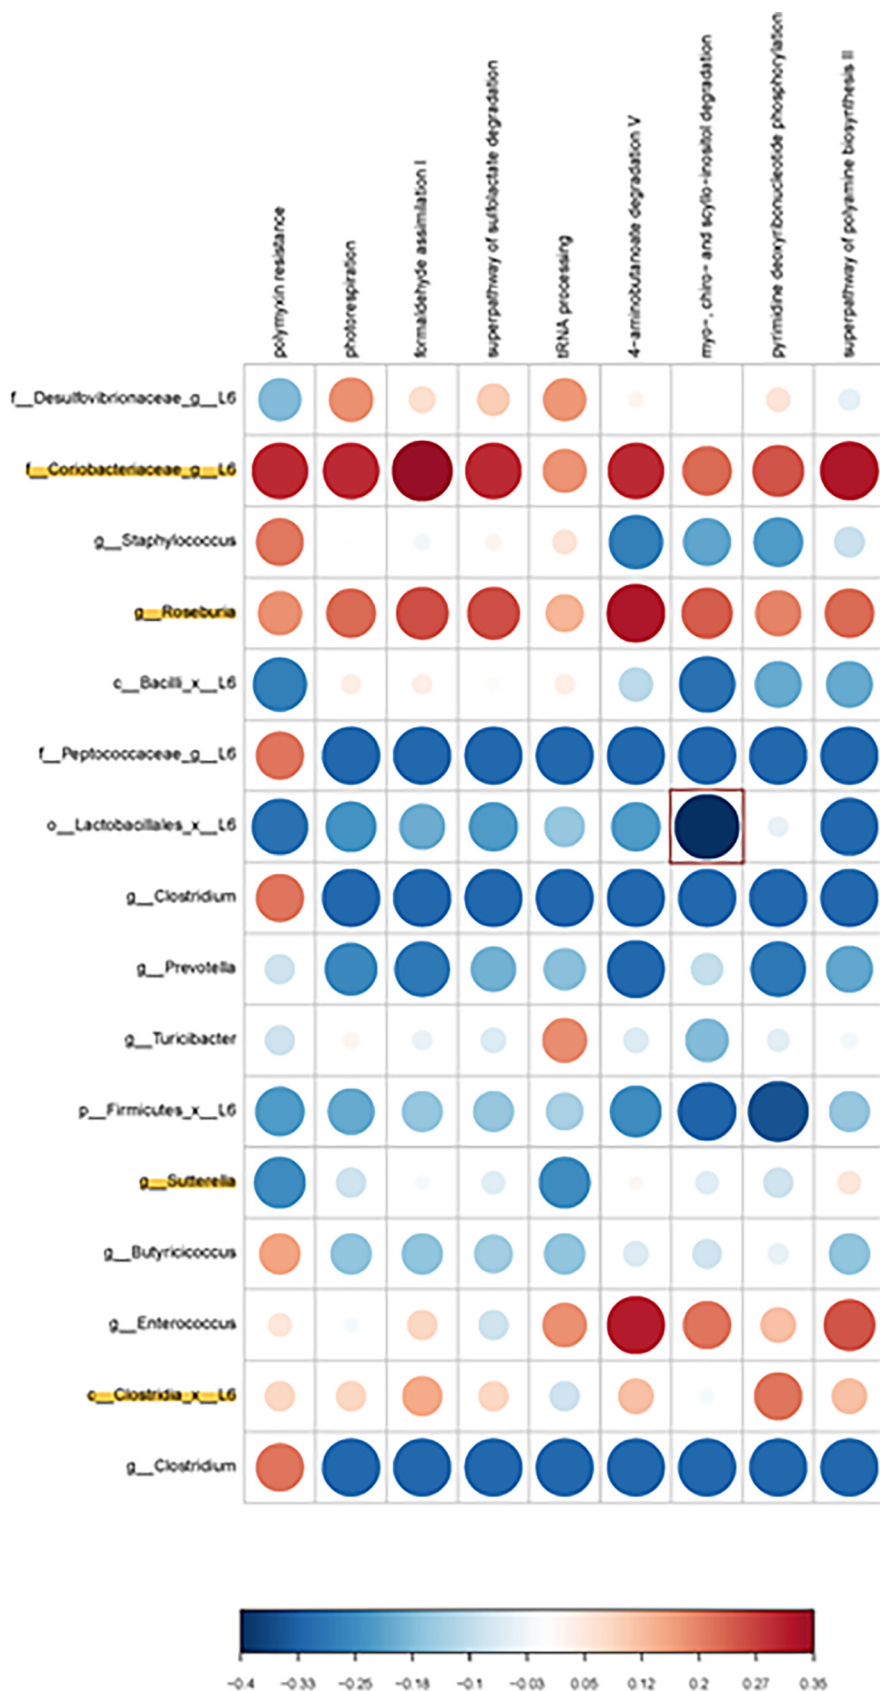 polymyxin resistance
photorespiration
formaldehyde assimilation I
superpathway of sulfolactate degradation
tRNA processing
4-aminobutanoate degradation V
myo-, chiro- and scyllo-inositol degradation
pyrimidine deoxyribonucleotide phosphorylation
superpathway of polyamine biosynthesis II
f__Desulfovibrionaceae_g__L6
f__Coriobacteriaceae_g__L6
g__Staphylococcus
g__Roseburia
c__Bacilli_x__L6
f__Peptococcaceae_g__L6
o__Lactobacillales_x__L6
g__Clostridium
g__Prevotella
g__Turicibacter
p__Firmicutes_x__L6
g__Sutterella
g__Butyricicoccus
g__Enterococcus
c__Clostridia_x__L6
g__Clostridium
-0.4 -0.33 -0.25 -0.18 -0.1 -0.03 0.05 0.12 0.2 0.27 0.35